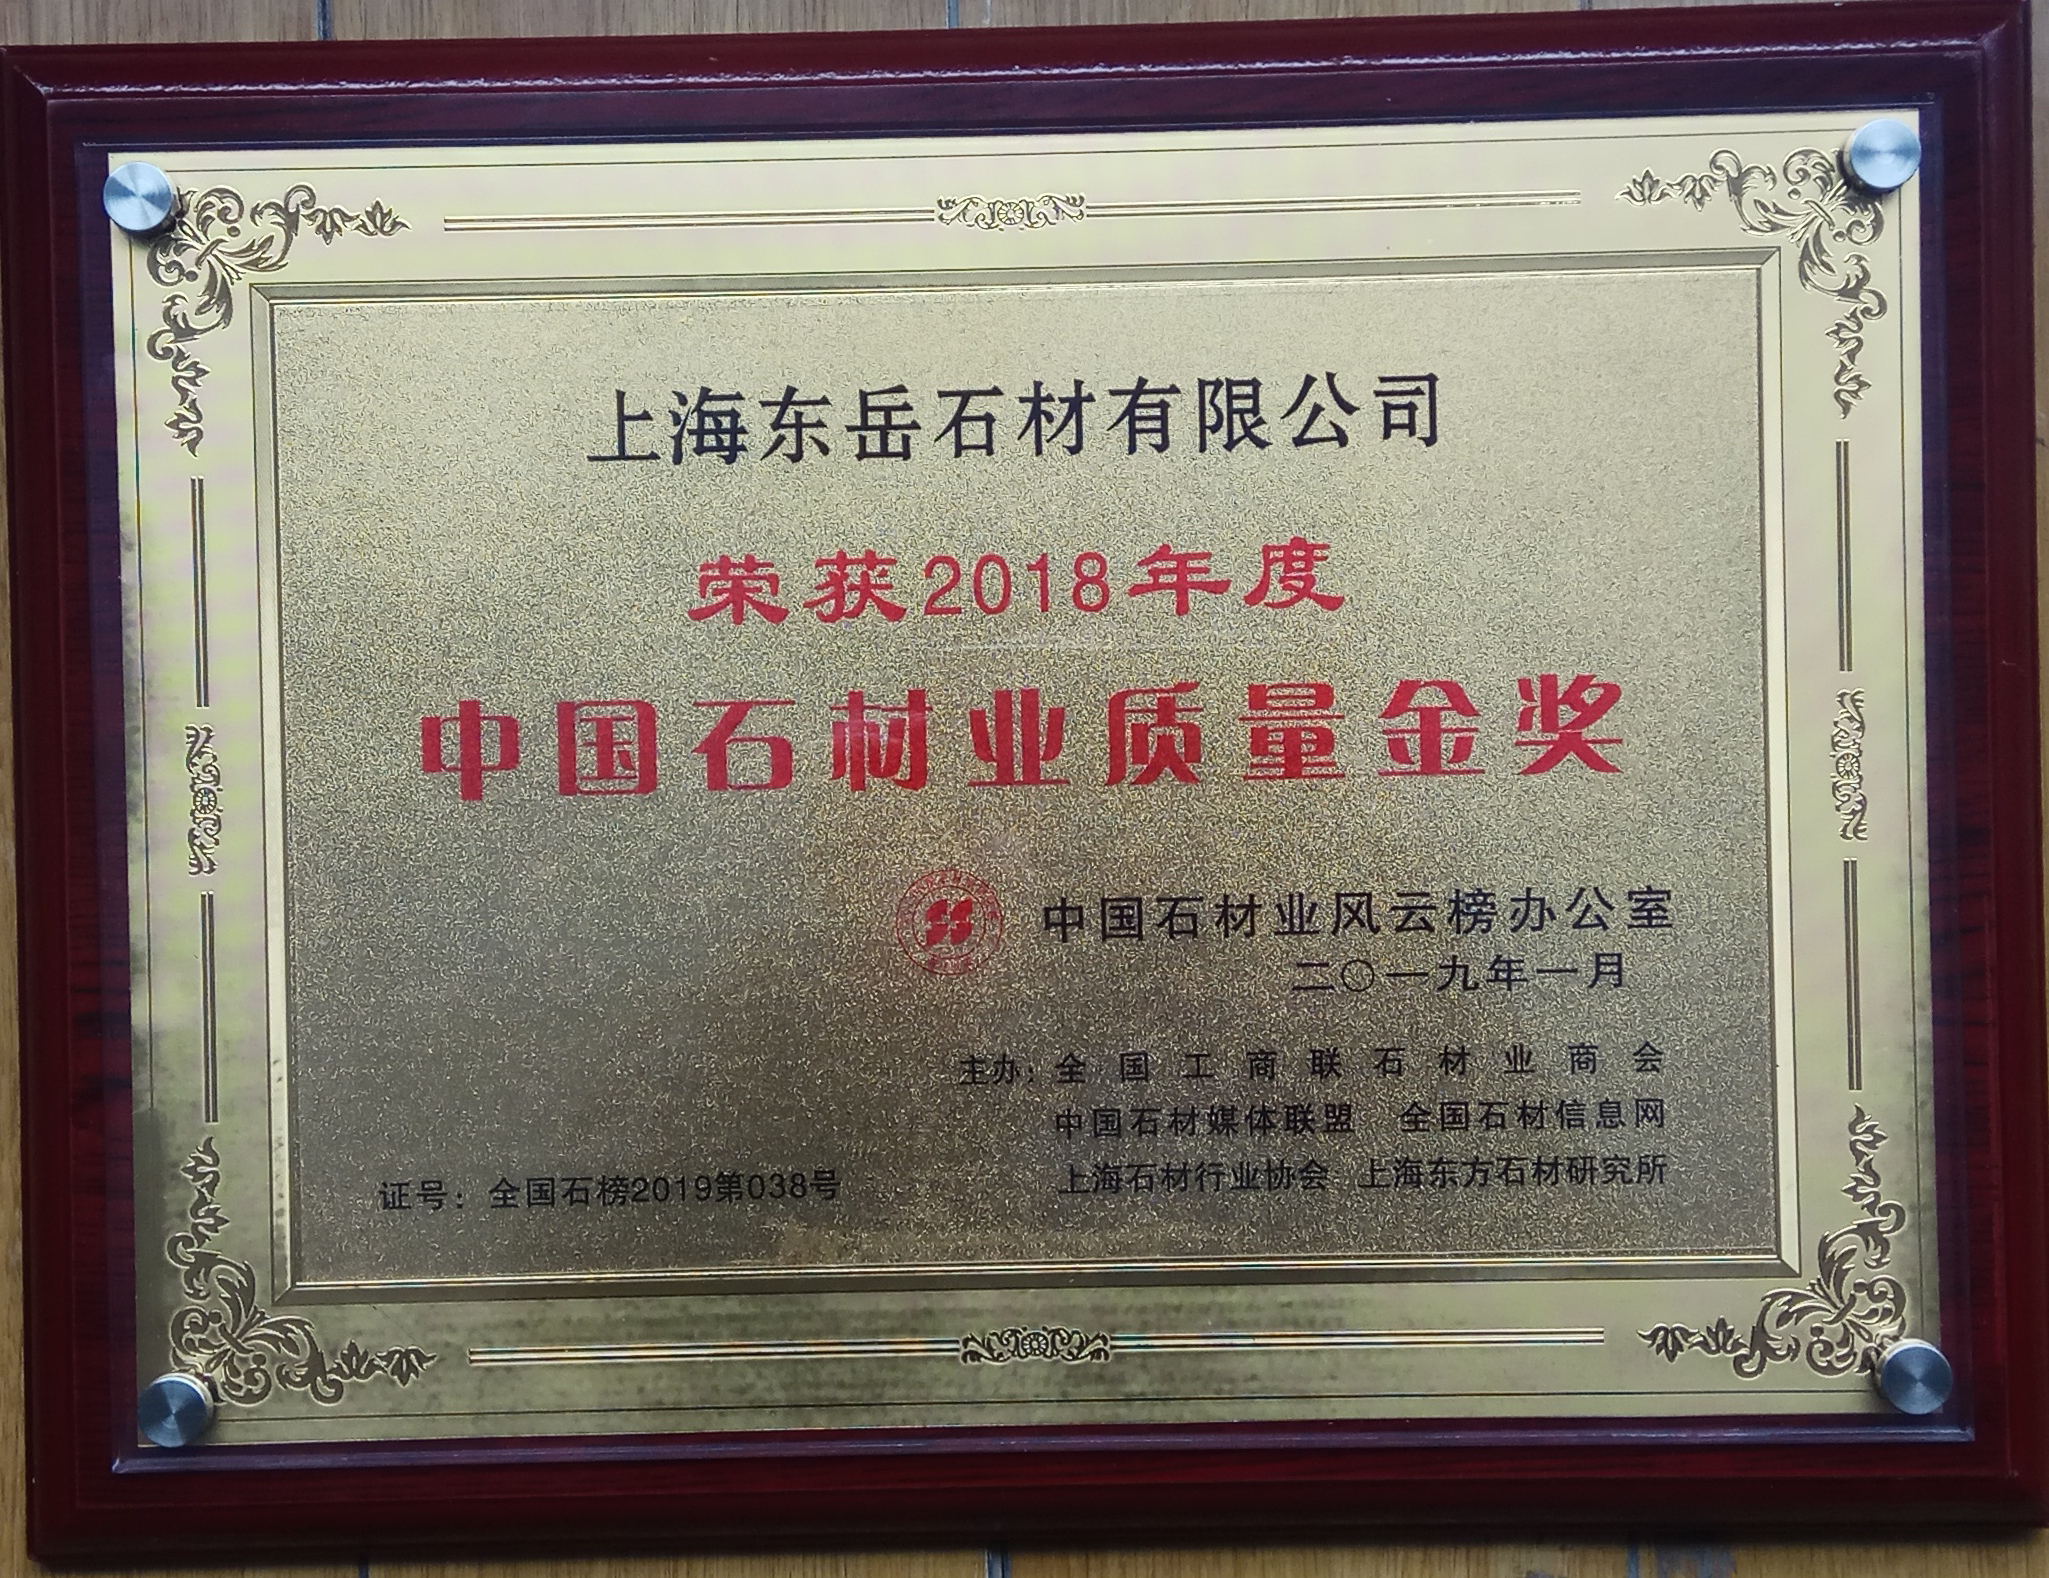 上海东岳石材有限公司
荣获2018年度
中国石材业质量金奖
中国石材业风云榜办公室
二〇一九年一月
主办：全国工商联石材业商会
中国石材媒体联盟 全国石材信息网
上海石材行业协会 上海东方石材研究所
证号：全国石榜2019第038号